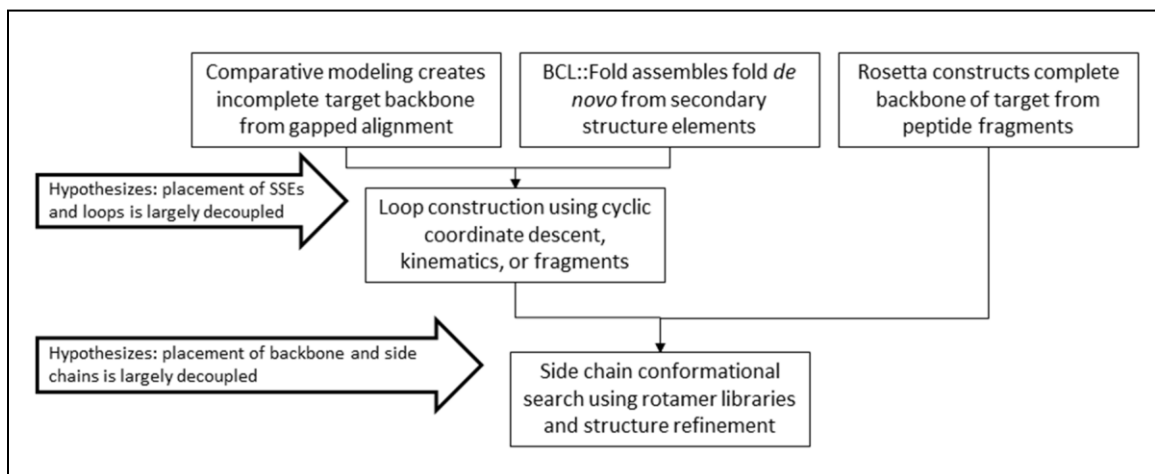 Comparative modeling creates
incomplete target backbone
from gapped alignment
BCL::Fold assembles fold de
novo from secondary
structure elements
Rosetta constructs complete
backbone of target from
peptide fragments
Hypothesizes: placement of SSEs
and loops is largely decoupled
Loop construction using cyclic
coordinate descent,
kinematics, or fragments
Hypothesizes: placement of backbone and side
chains is largely decoupled
Side chain conformational
search using rotamer libraries
and structure refinement